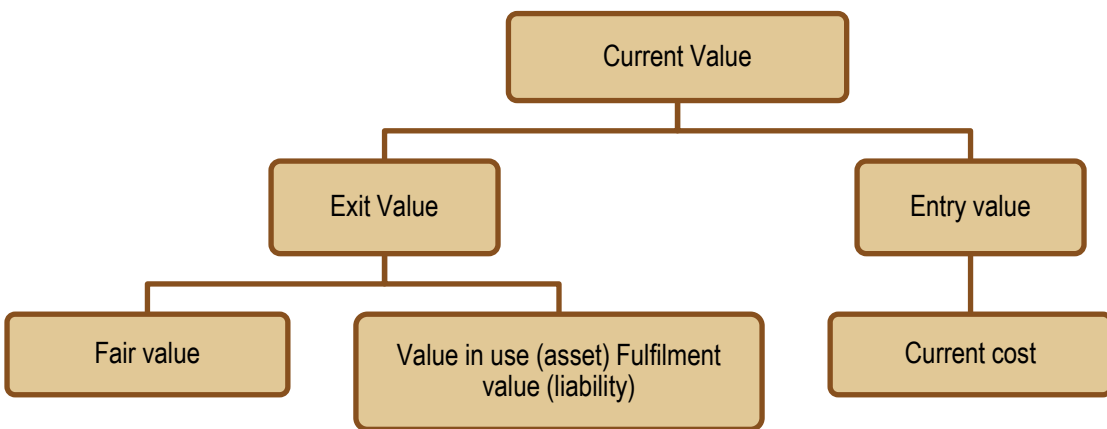 Current Value
Exit Value
Entry value
Fair value
Value in use (asset) Fulfilment
value (liability)
Current cost